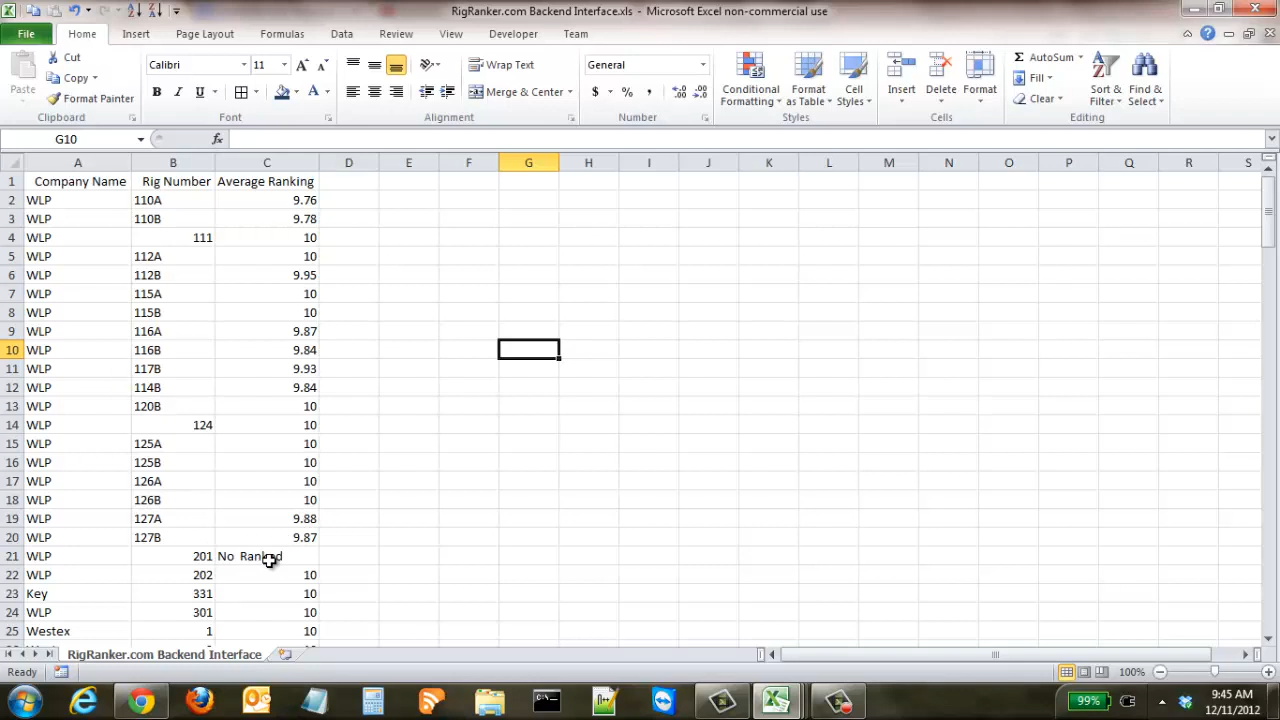 RigRanker.com Backend Interface.xls - Microsoft Excel non-commercial use
File Home Insert Page Layout Formulas Data Review View Developer Team
Paste
Cut
Copy
Format Painter
Clipboard
Calibri 11
B I U
Font
Wrap Text
Merge & Center
Alignment
General
$ % ,
Number
Conditional Formatting
Format as Table
Cell Styles
Styles
Insert Delete Format
Cells
AutoSum
Fill
Clear
Sort & Filter
Find & Select
Editing
G10 fx
A B C D E F G H I J K L M N O P Q R S
1 Company Name Rig Number Average Ranking
2 WLP 110A 9.76
3 WLP 110B 9.78
4 WLP 111 10
5 WLP 112A 10
6 WLP 112B 9.95
7 WLP 115A 10
8 WLP 115B 10
9 WLP 116A 9.87
10 WLP 116B 9.84
11 WLP 117B 9.93
12 WLP 114B 9.84
13 WLP 120B 10
14 WLP 124 10
15 WLP 125A 10
16 WLP 125B 10
17 WLP 126A 10
18 WLP 126B 10
19 WLP 127A 9.88
20 WLP 127B 9.87
21 WLP 201 No Ranked
22 WLP 202 10
23 Key 331 10
24 WLP 301 10
25 Westex 1 10
RigRanker.com Backend Interface
Ready 100%
99% 9:45 AM
12/11/2012